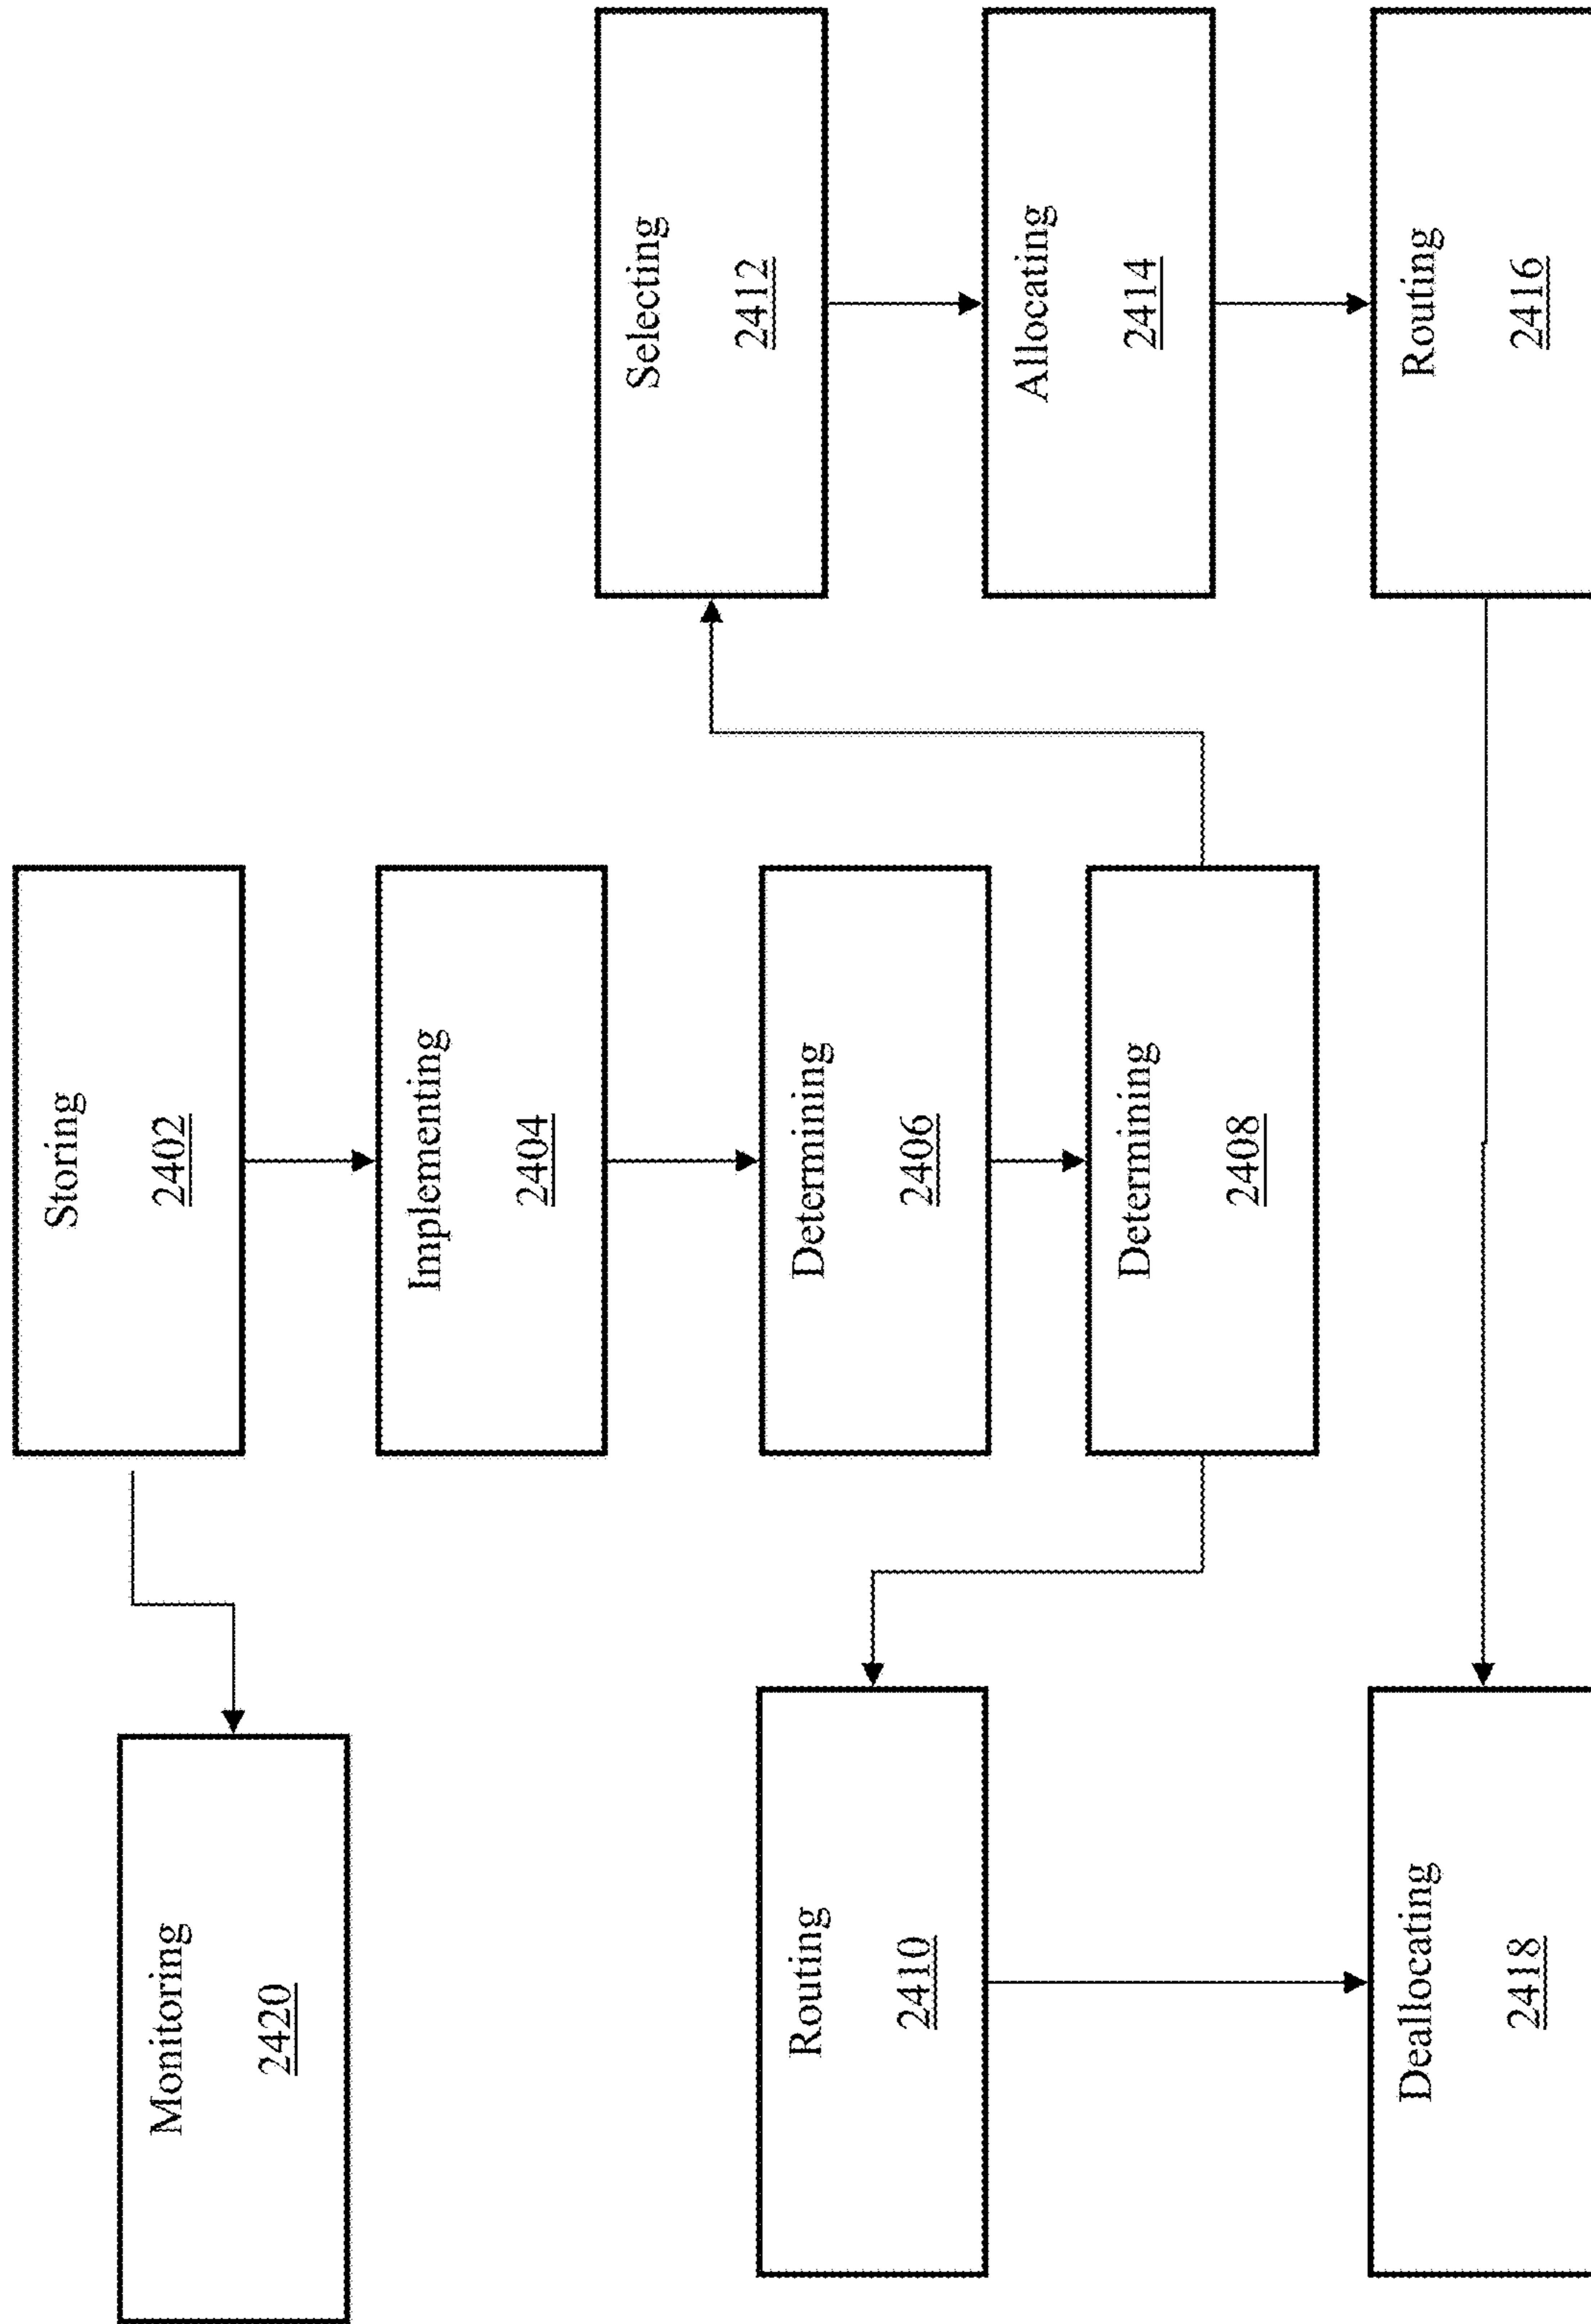 Storing
2402
Implementing
2404
Determining
2406
Determining
2408
Monitoring
2420
Routing
2410
Deallocating
2418
Selecting
2412
Allocating
2414
Routing
2416